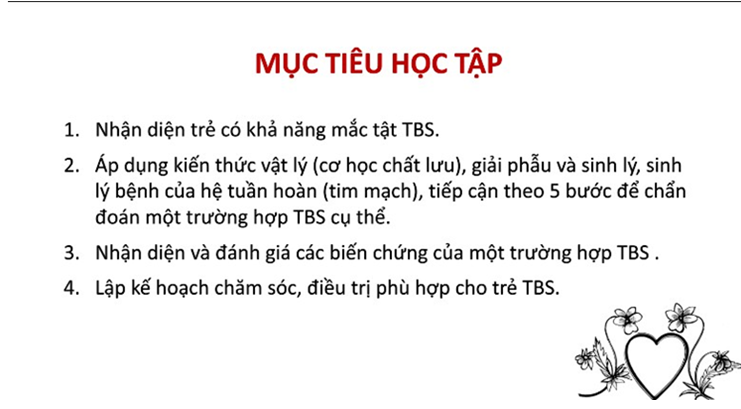 MỤC TIÊU HỌC TẬP
1. Nhận diện trẻ có khả năng mắc tật TBS.
2. Áp dụng kiến thức vật lý (cơ học chất lưu), giải phẫu và sinh lý, sinh
lý bệnh của hệ tuần hoàn (tim mạch), tiếp cận theo 5 bước để chẩn
đoán một trường hợp TBS cụ thể.
3. Nhận diện và đánh giá các biến chứng của một trường hợp TBS .
4. Lập kế hoạch chăm sóc, điều trị phù hợp cho trẻ TBS.